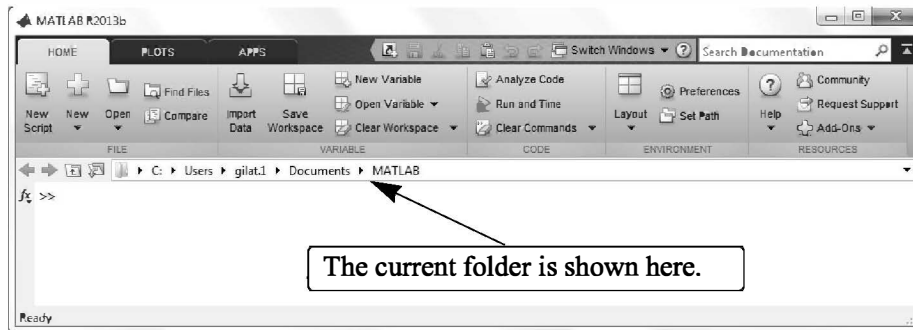 MATLAB R2013b
HOME PLOTS APPS Switch Windows ? Search Documentation
New Script New Open Find Files Compare Import Data Save Workspace New Variable Open Variable Clear Workspace Analyze Code Run and Time Clear Commands Layout Preferences Set Path ? Help Community Request Support Add-Ons
FILE VARIABLE CODE ENVIRONMENT RESOURCES
C: Users gilat.1 Documents MATLAB
fx >>
The current folder is shown here.
Ready